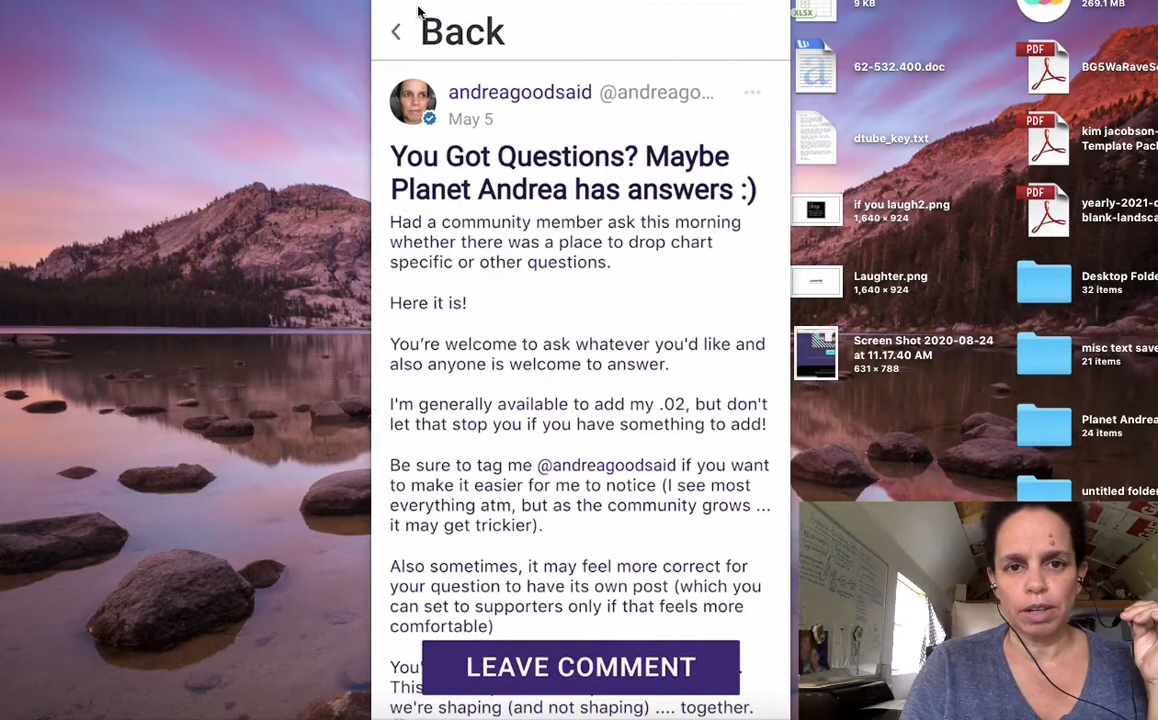 Back
andreagoodsaid @andreago...
May 5
You Got Questions? Maybe
Planet Andrea has answers :)
Had a community member ask this morning
whether there was a place to drop chart
specific or other questions.
Here it is!
You're welcome to ask whatever you'd like and
also anyone is welcome to answer.
I'm generally available to add my .02, but don't
let that stop you if you have something to add!
Be sure to tag me @andreagoodsaid if you want
to make it easier for me to notice (I see most
everything atm, but as the community grows ...
it may get trickier).
Also sometimes, it may feel more correct for
your question to have its own post (which you
can set to supporters only if that feels more
comfortable)
LEAVE COMMENT
we're shaping (and not shaping) .... together.
XLSX
9 KB
62-532.400.doc
dtube_key.txt
if you laugh2.png
1,640 × 924
Laughter.png
1,640 × 924
Screen Shot 2020-08-24
at 11.17.40 AM
631 × 788
269.1 MB
PDF
BG5WaRaveSe
PDF
kim jacobson-
Template Pac
PDF
yearly-2021-c
blank-landsca
Desktop Folde
32 items
misc text save
21 items
Planet Andrea
24 items
untitled folder